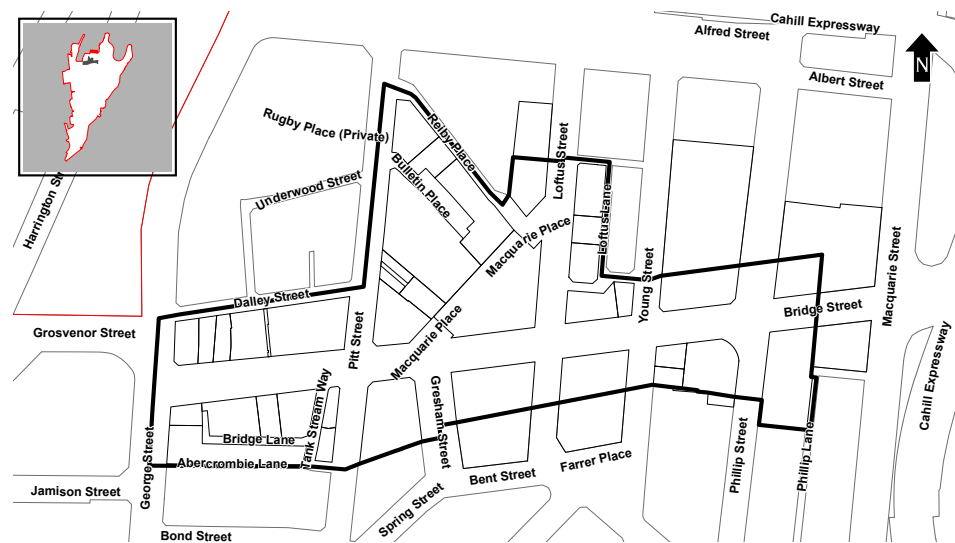 Cahill Expressway
Alfred Street
N
Albert Street
Rugby Place (Private)
Reiby Place
Loftus Street
Bulletin Place
Underwood Street
Harrington Str
Loftus Lane
Macquarie Place
Macquarie Street
Young Street
Dalley Street
Bridge Street
Grosvenor Street
Pitt Street
Macquarie Place
Cahill Expressway
Gresham Street
Tank Stream Way
Bridge Lane
George Street
Abercrombie Lane
Phillip Street
Phillip Lane
Farrer Place
Bent Street
Jamison Street
Spring Street
Bond Street